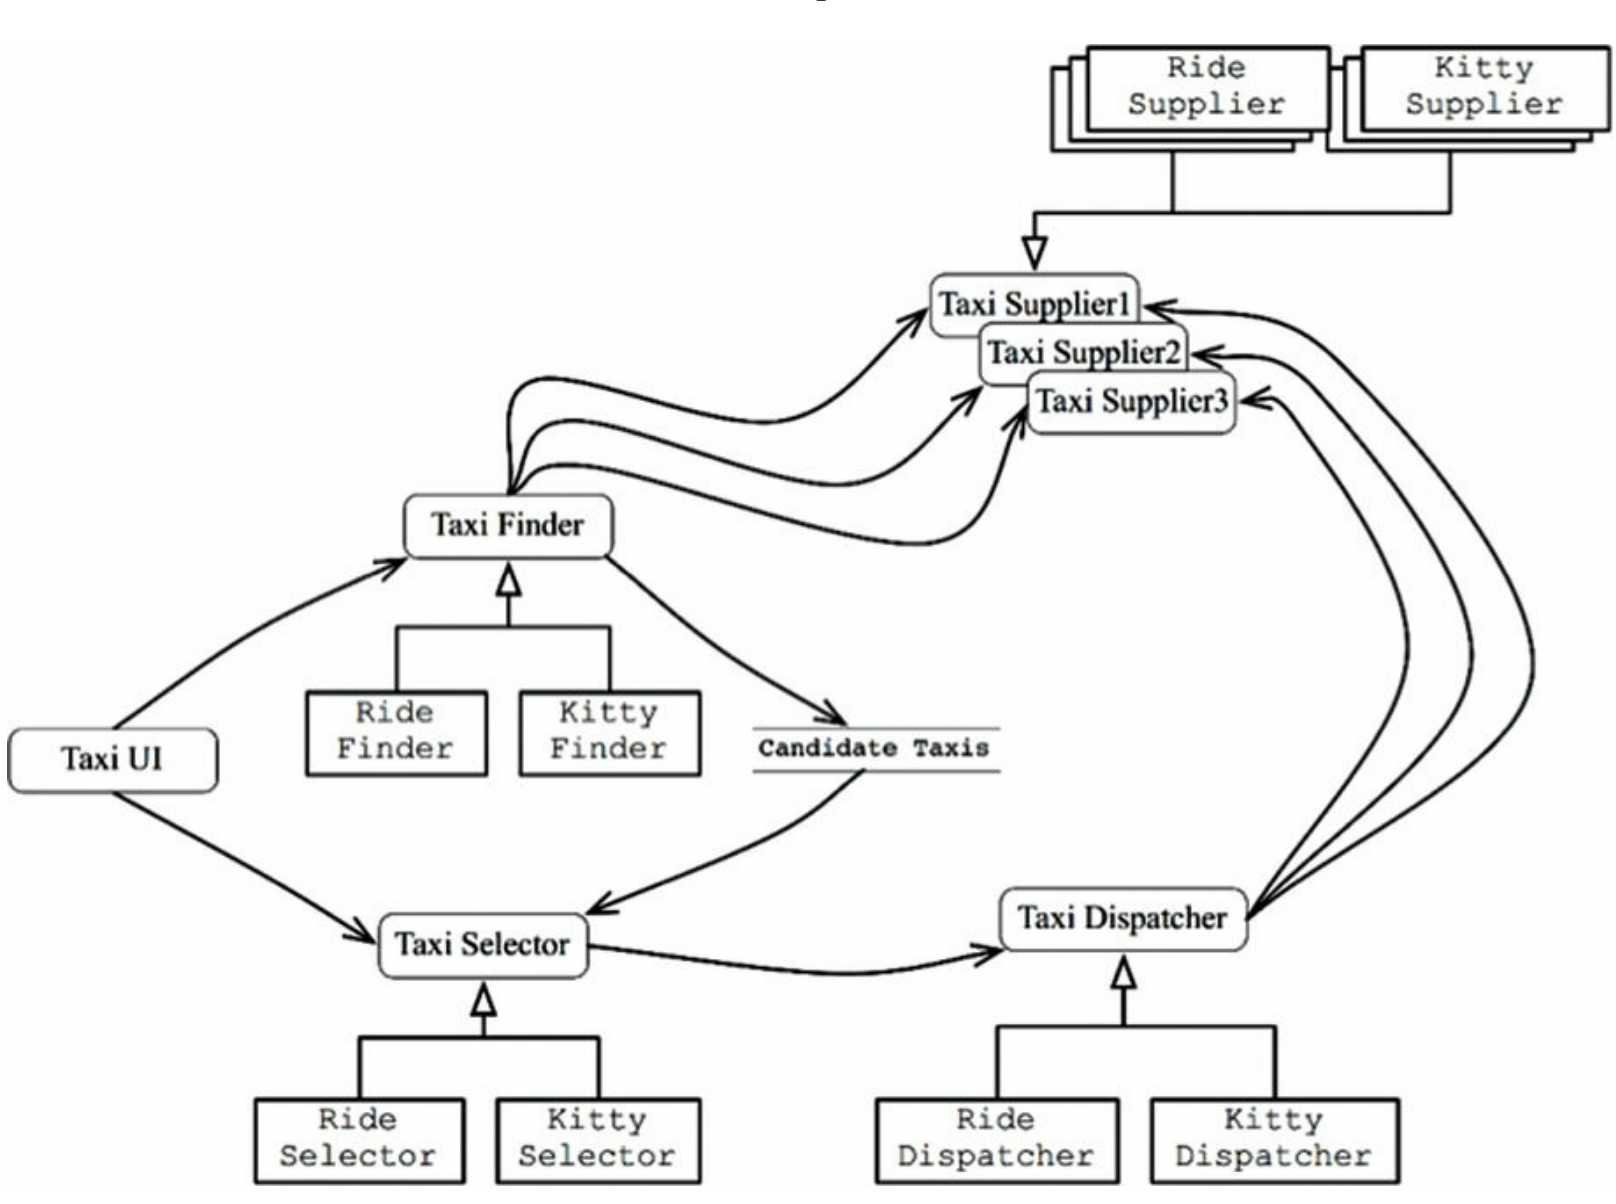 Ride
Supplier
Kitty
Supplier
Taxi Supplier1
Taxi Supplier2
Taxi Supplier3
Taxi Finder
Ride
Finder
Kitty
Finder
Taxi UI
Candidate Taxis
Taxi Selector
Taxi Dispatcher
Ride
Selector
Kitty
Selector
Ride
Dispatcher
Kitty
Dispatcher